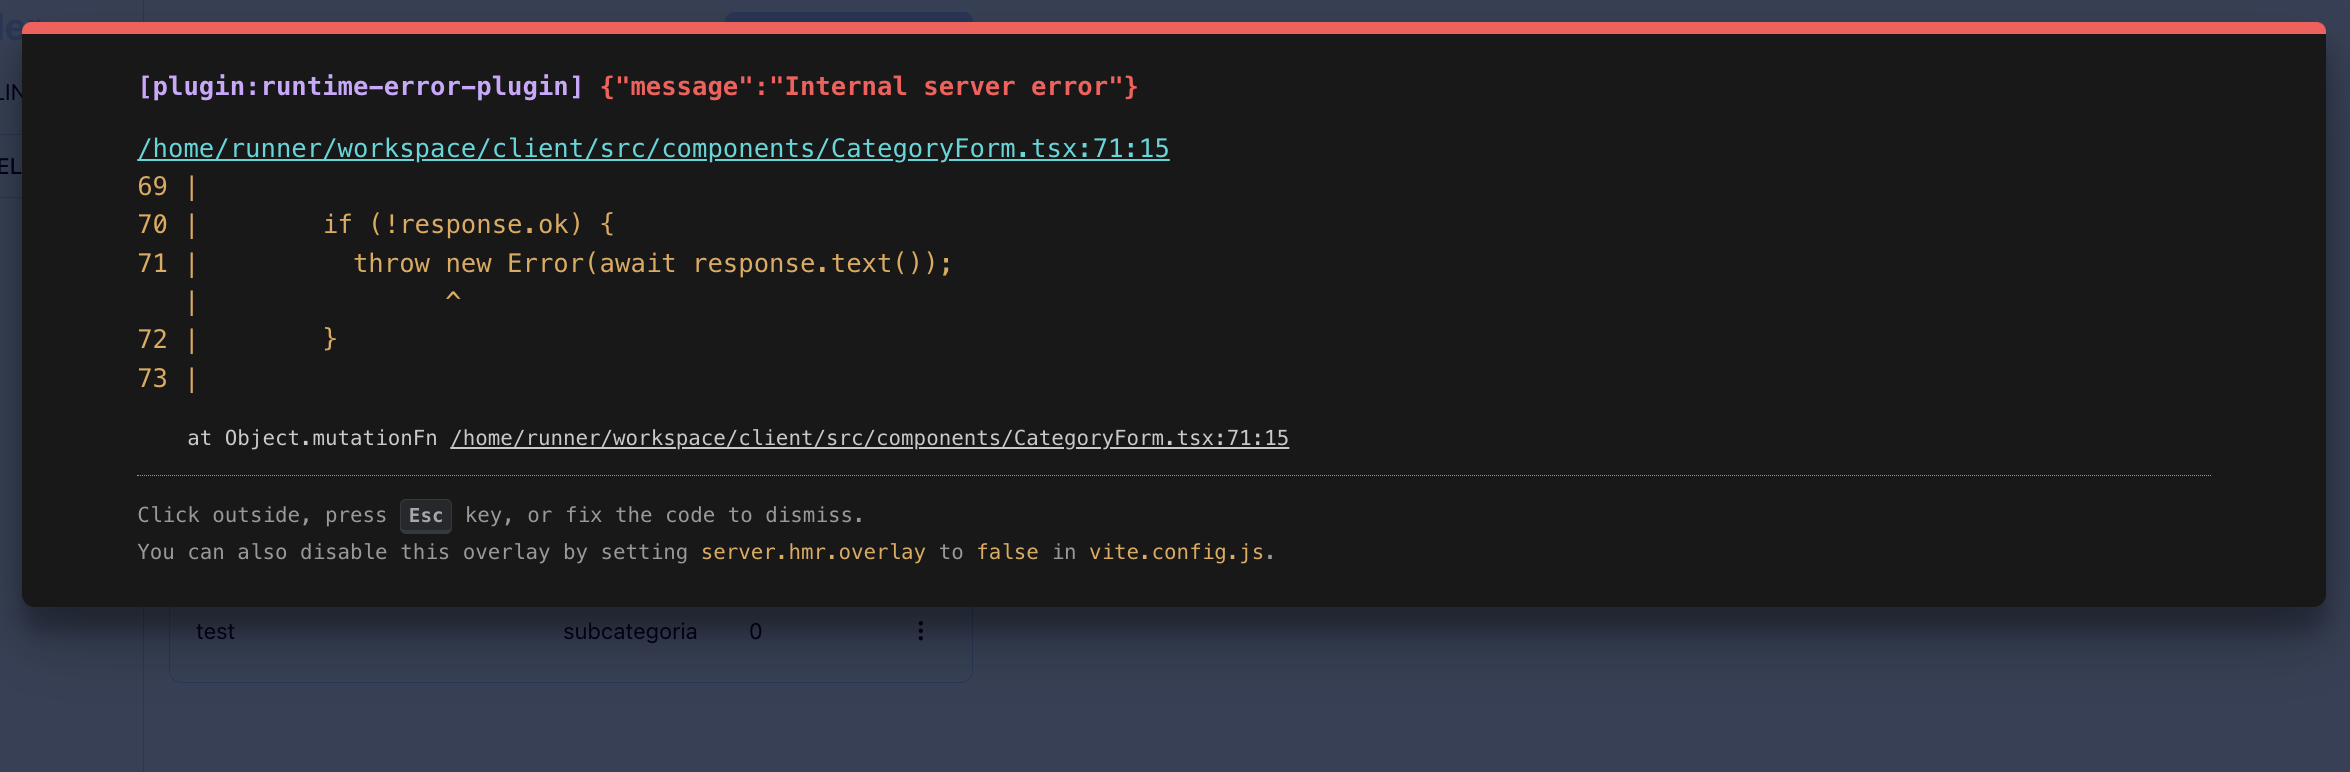 [plugin:runtime-error-plugin] {"message":"Internal server error"}
/home/runner/workspace/client/src/components/CategoryForm.tsx:71:15
69 |
70 |        if (!response.ok) {
71 |          throw new Error(await response.text());
   |                ^
72 |        }
73 |
at Object.mutationFn /home/runner/workspace/client/src/components/CategoryForm.tsx:71:15
Click outside, press Esc key, or fix the code to dismiss.
You can also disable this overlay by setting server.hmr.overlay to false in vite.config.js.
test subcategoria 0